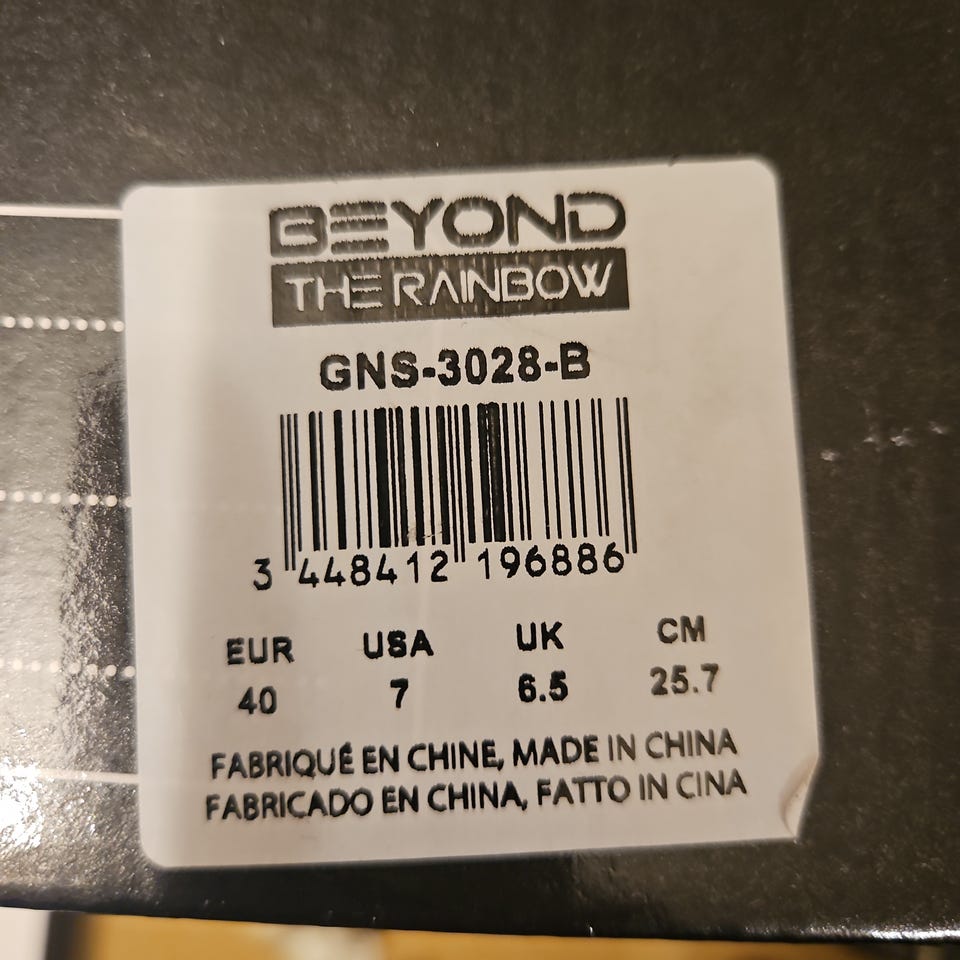 BEYOND
THE RAINBOW
GNS-3028-B
3 448412 196886
EUR USA UK CM
40 7 6.5 25.7
FABRIQUÉ EN CHINE, MADE IN CHINA
FABRICADO EN CHINA, FATTO IN CINA